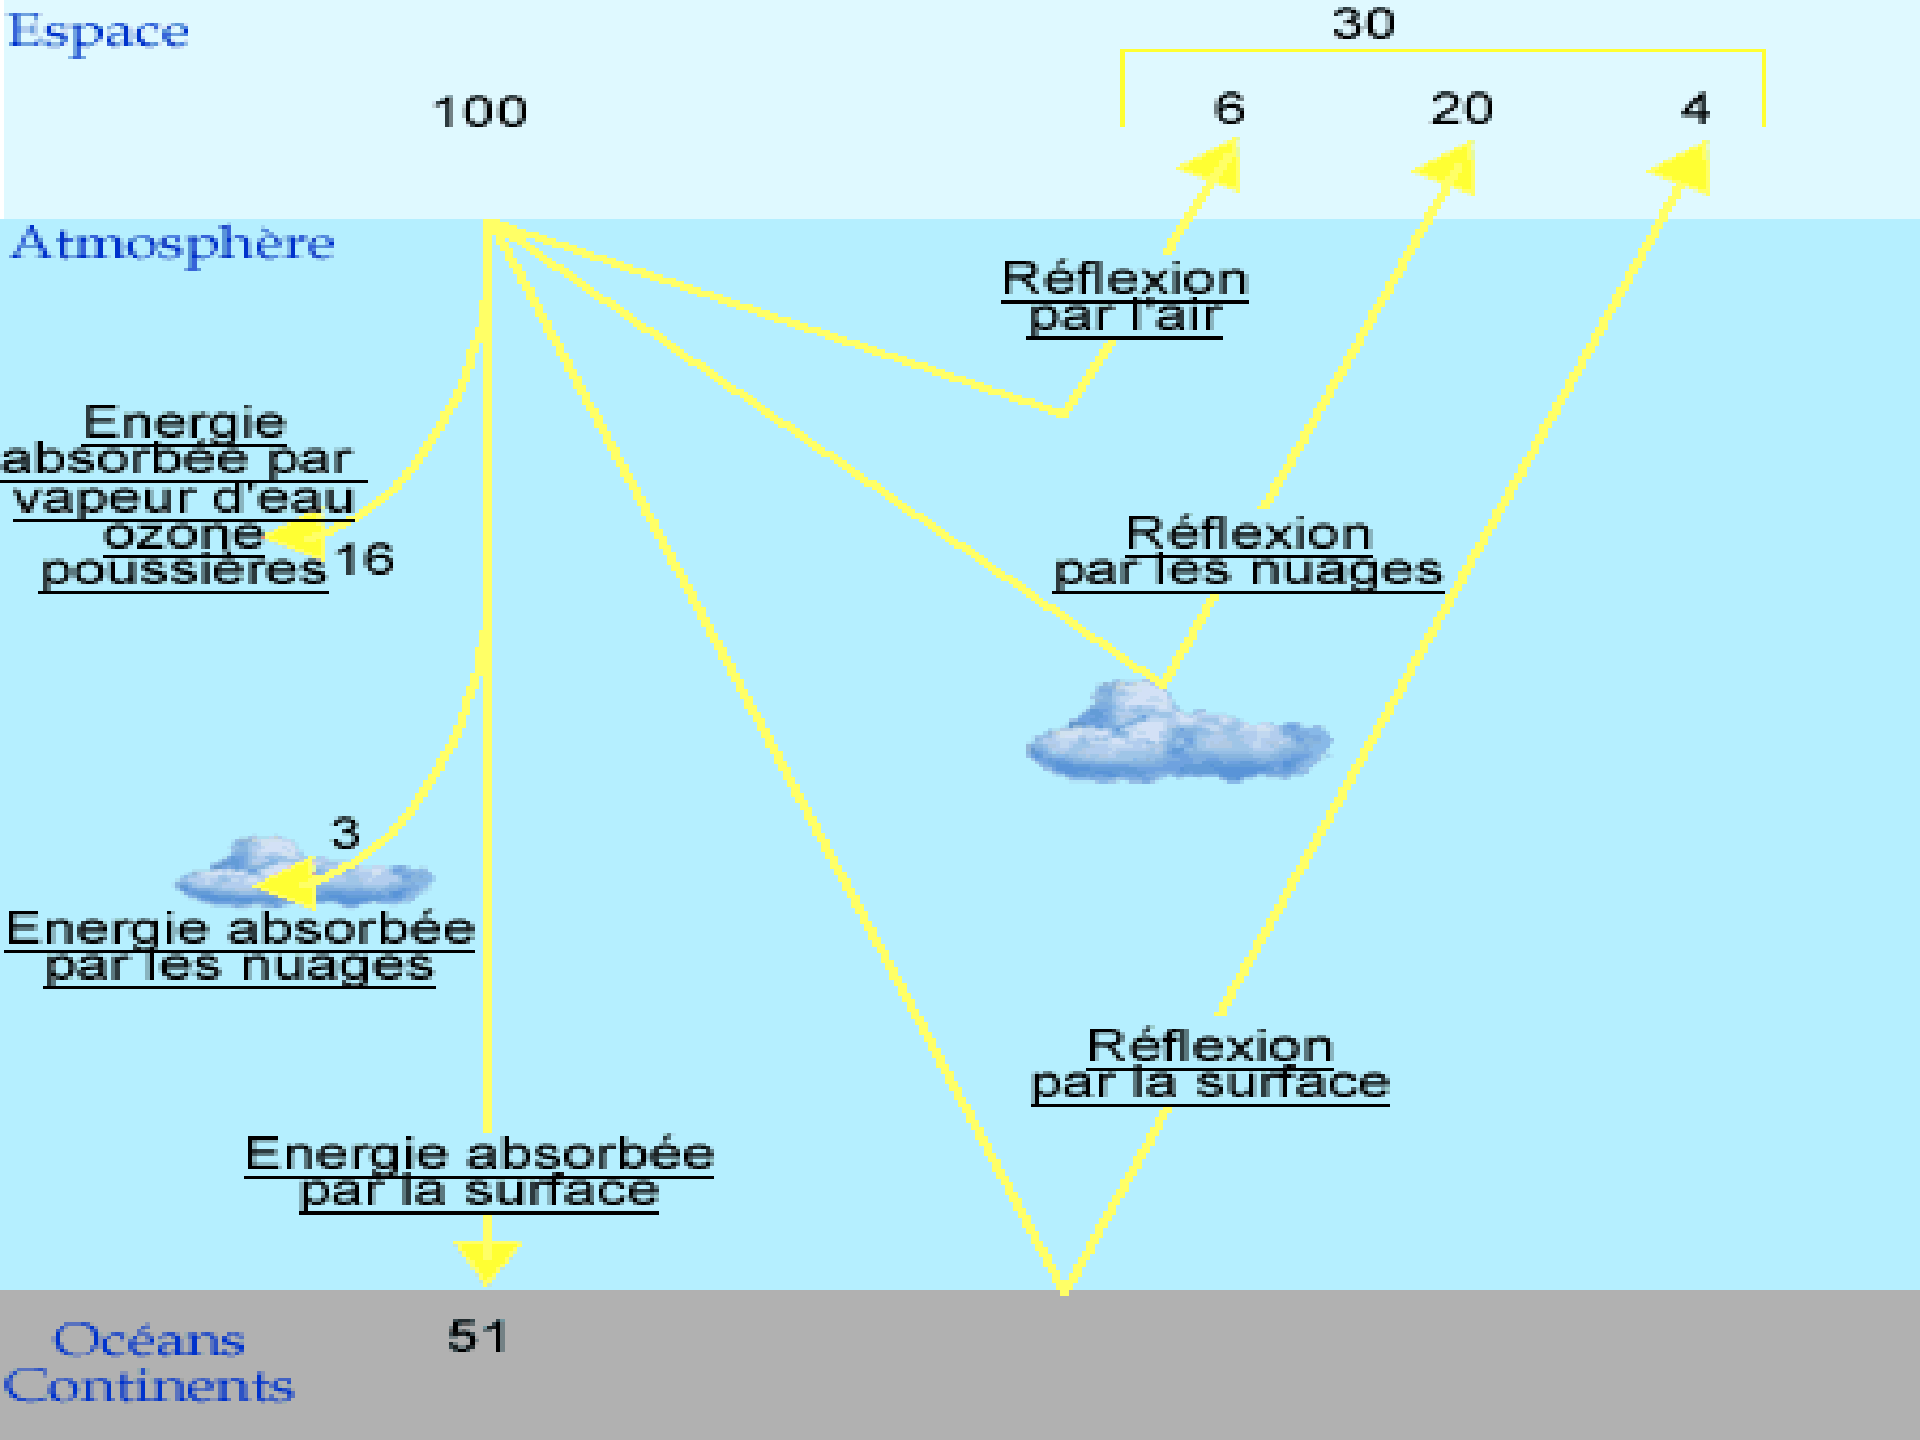 Espace
30
100
6
20
4
Atmosphère
Réflexion
par l'air
Energie
absorbée par
vapeur d'eau
ozone
poussières
16
Réflexion
par les nuages
3
Energie absorbée
par les nuages
Réflexion
par la surface
Energie absorbée
par la surface
Océans
Continents
51